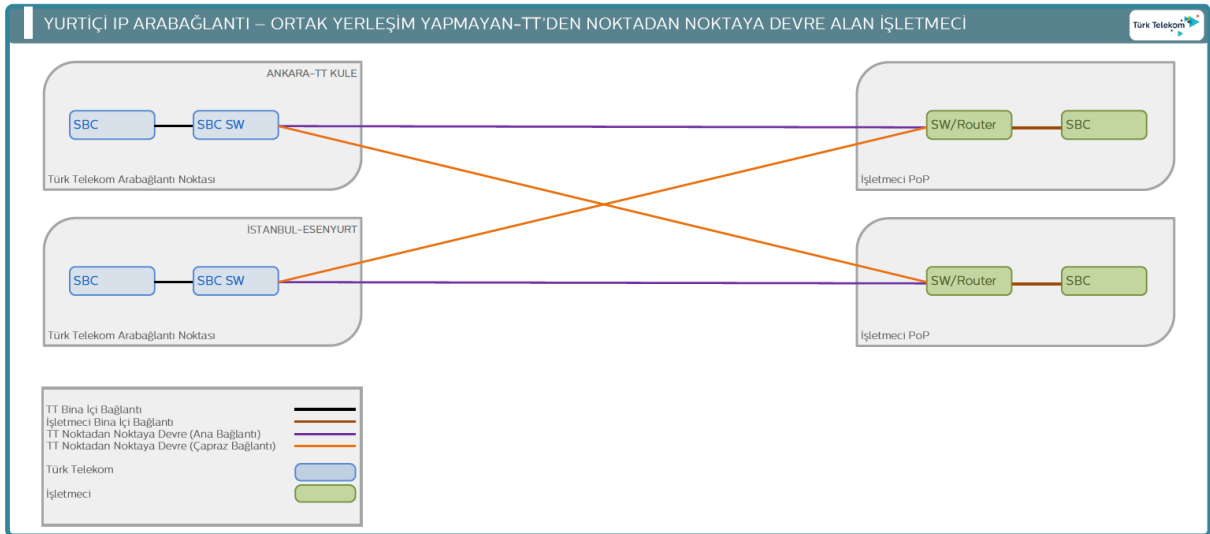 YURTİÇİ IP ARABAĞLANTI – ORTAK YERLEŞİM YAPMAYAN-TT'DEN NOKTADAN NOKTAYA DEVRE ALAN İŞLETMECİ
Türk Telekom
ANKARA-TT KULE
SBC
SBC SW
SW/Router
SBC
Türk Telekom Arabağlantı Noktası
İşletmeci PoP
İSTANBUL-ESENYURT
SBC
SBC SW
SW/Router
SBC
Türk Telekom Arabağlantı Noktası
İşletmeci PoP
TT Bina İçi Bağlantı
İşletmeci Bina İçi Bağlantı
TT Noktadan Noktaya Devre (Ana Bağlantı)
TT Noktadan Noktaya Devre (Çapraz Bağlantı)
Türk Telekom
İşletmeci